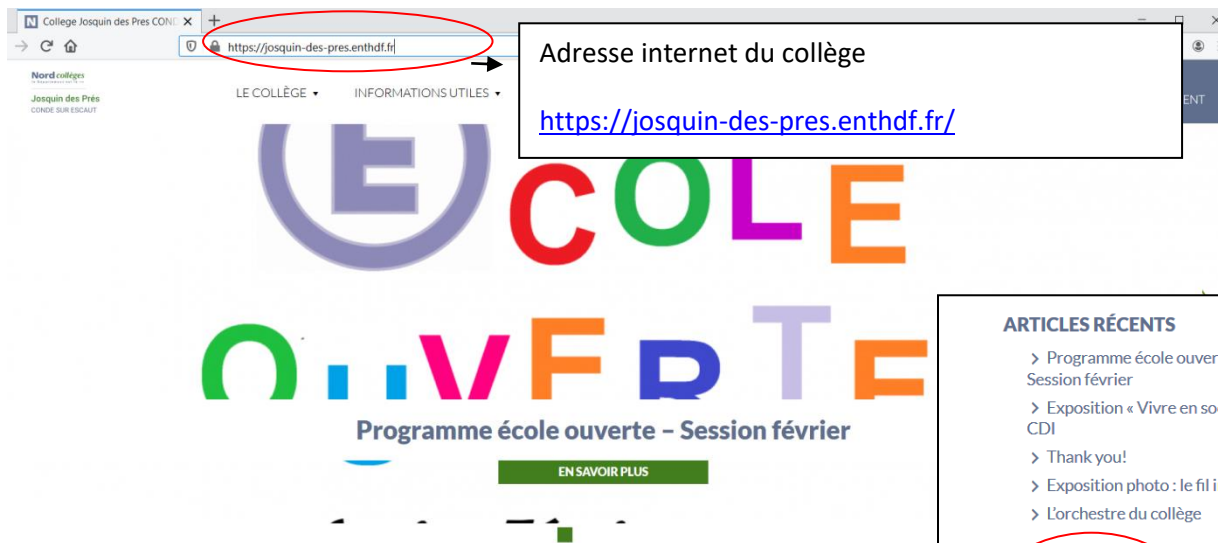 College Josquin des Pres COND
https://josquin-des-pres.enthdf.fr
Adresse internet du collège
https://josquin-des-pres.enthdf.fr/
Nord collèges
Josquin des Prés
CONDE SUR ESCAUT
LE COLLÈGE
INFORMATIONS UTILES
ENT
ECOLE
OUVERTE
Programme école ouverte – Session février
EN SAVOIR PLUS
ARTICLES RÉCENTS
> Programme école ouver
Session février
> Exposition « Vivre en so
CDI
> Thank you!
> Exposition photo : le fil i
> L'orchestre du collège